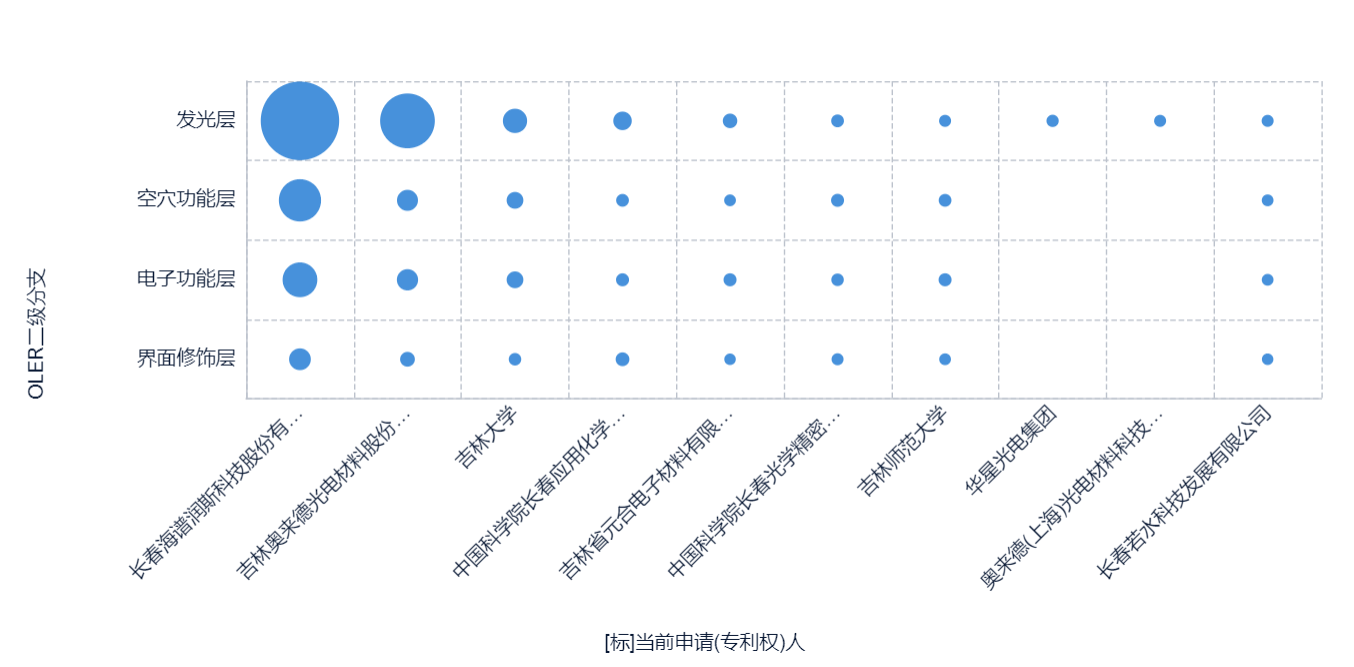 发光层
空穴功能层
电子功能层
界面修饰层
OLER二级分支
长春海谱润斯科技股份有…
吉林奥来德光电材料股份…
吉林大学
中国科学院长春应用化学…
吉林省元合电子材料有限…
中国科学院长春光学精密…
吉林师范大学
华星光电集团
奥来德(上海)光电材料科技…
长春若水科技发展有限公司
[标]当前申请(专利权)人